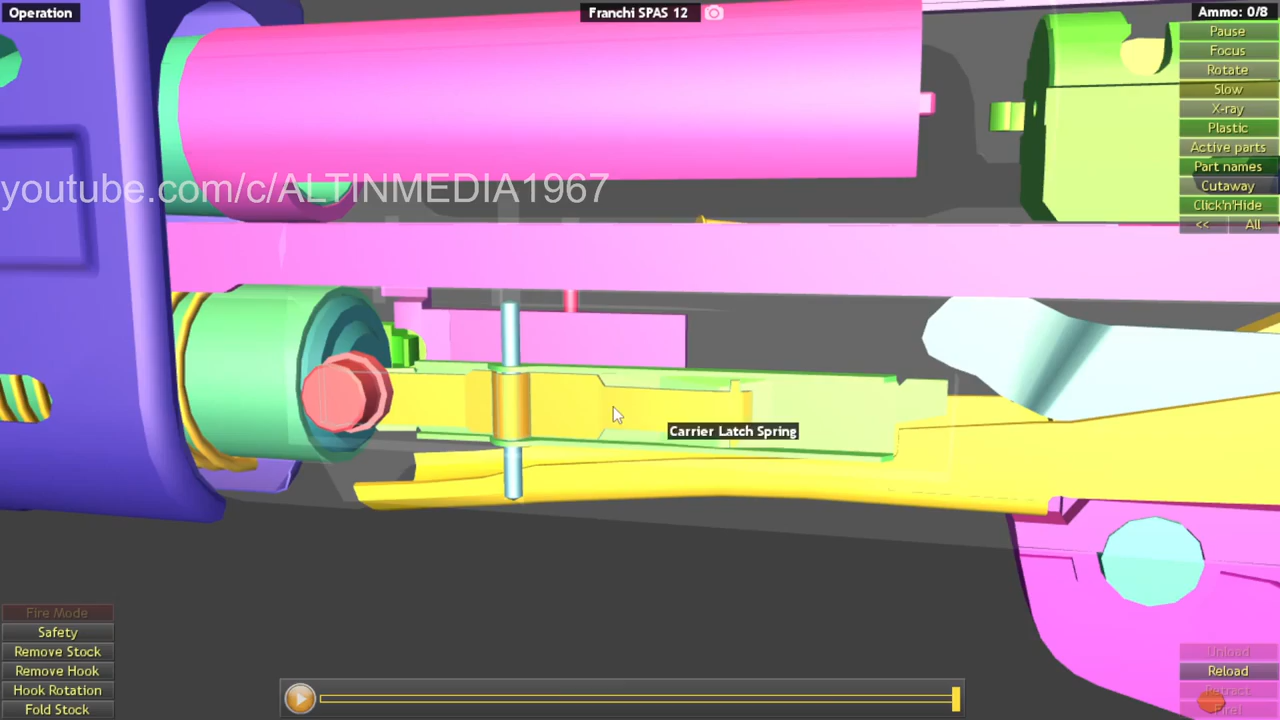 Operation
Franchi SPAS 12
Ammo: 0/8
Pause
Focus
Rotate
Slow
X-ray
Plastic
Active parts
Part names
Cutaway
Click'n'Hide
<< All
youtube.com/c/ALTINMEDIA1967
Carrier Latch Spring
Fire Mode
Safety
Remove Stock
Remove Hook
Hook Rotation
Fold Stock
Unload
Reload
Retract
Fire!